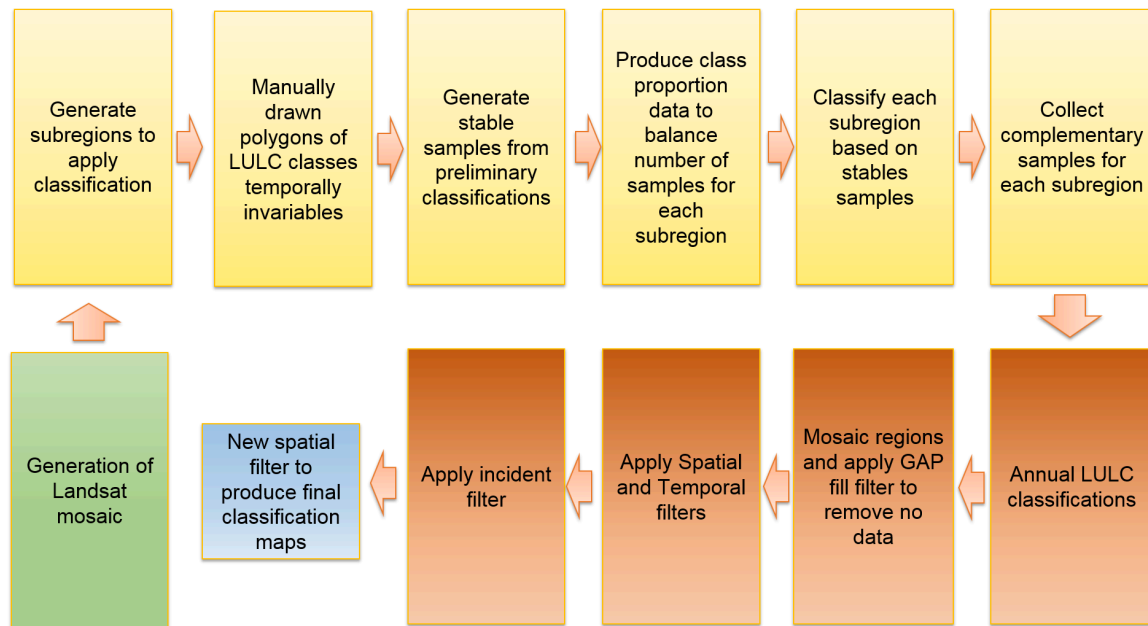 Generate
subregions to
apply
classification
Manually
drawn
polygons of
LULC classes
temporally
invariables
Generate
stable
samples from
preliminary
classifications
Produce class
proportion
data to
balance
number of
samples for
each
subregion
Classify each
subregion
based on
stables
samples
Collect
complementary
samples for
each subregion
Generation of
Landsat
mosaic
New spatial
filter to
produce final
classification
maps
Apply incident
filter
Apply Spatial
and Temporal
filters
Mosaic regions
and apply GAP
fill filter to
remove no
data
Annual LULC
classifications